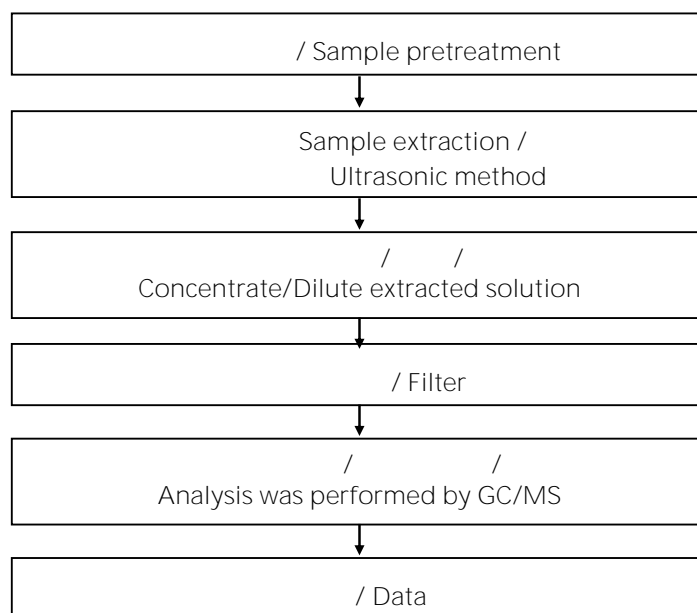 / Sample pretreatment
Sample extraction /
Ultrasonic method
/ /
Concentrate/Dilute extracted solution
/ Filter
/ /
Analysis was performed by GC/MS
/ Data